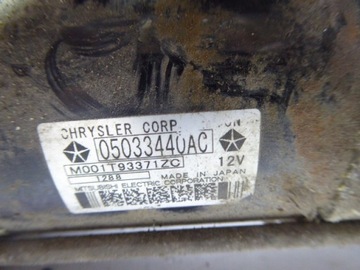 CHRYSLER CORP
05033440AC
M001T93371ZC 12V
1288 MADE IN JAPAN
MITSUBISHI ELECTRIC CORPORATION